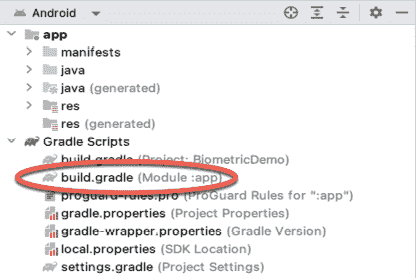 Android
app
manifests
java
java (generated)
res
res (generated)
Gradle Scripts
build.gradle (Project: BiometricDemo)
build.gradle (Module :app)
proguard-rules.pro (ProGuard Rules for ":app")
gradle.properties (Project Properties)
gradle-wrapper.properties (Gradle Version)
local.properties (SDK Location)
settings.gradle (Project Settings)